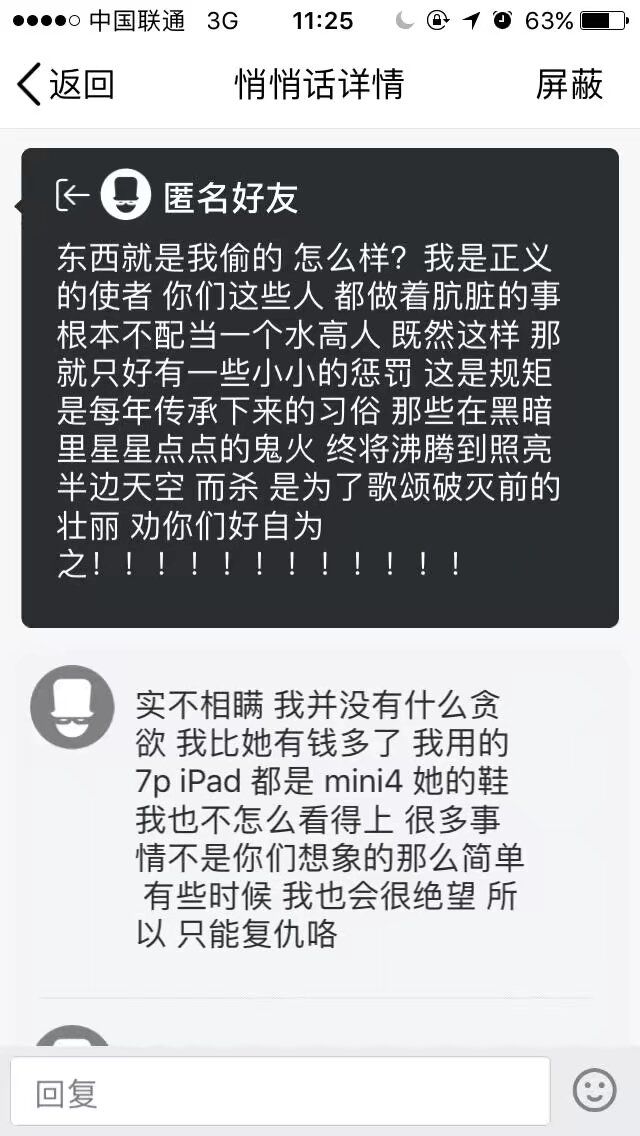 中国联通 3G 11:25 63%
返回 悄悄话详情 屏蔽
匿名好友
东西就是我偷的 怎么样？我是正义
的使者 你们这些人 都做着肮脏的事
根本不配当一个水高人 既然这样 那
就只好有一些小小的惩罚 这是规矩
是每年传承下来的习俗 那些在黑暗
里星星点点的鬼火 终将沸腾到照亮
半边天空 而杀 是为了歌颂破灭前的
壮丽 劝你们好自为
之！！！！！！！！！！！！
实不相瞒 我并没有什么贪
欲 我比她有钱多了 我用的
7p iPad 都是 mini4 她的鞋
我也不怎么看得上 很多事
情不是你们想象的那么简单
有些时候 我也会很绝望 所
以 只能复仇咯
回复